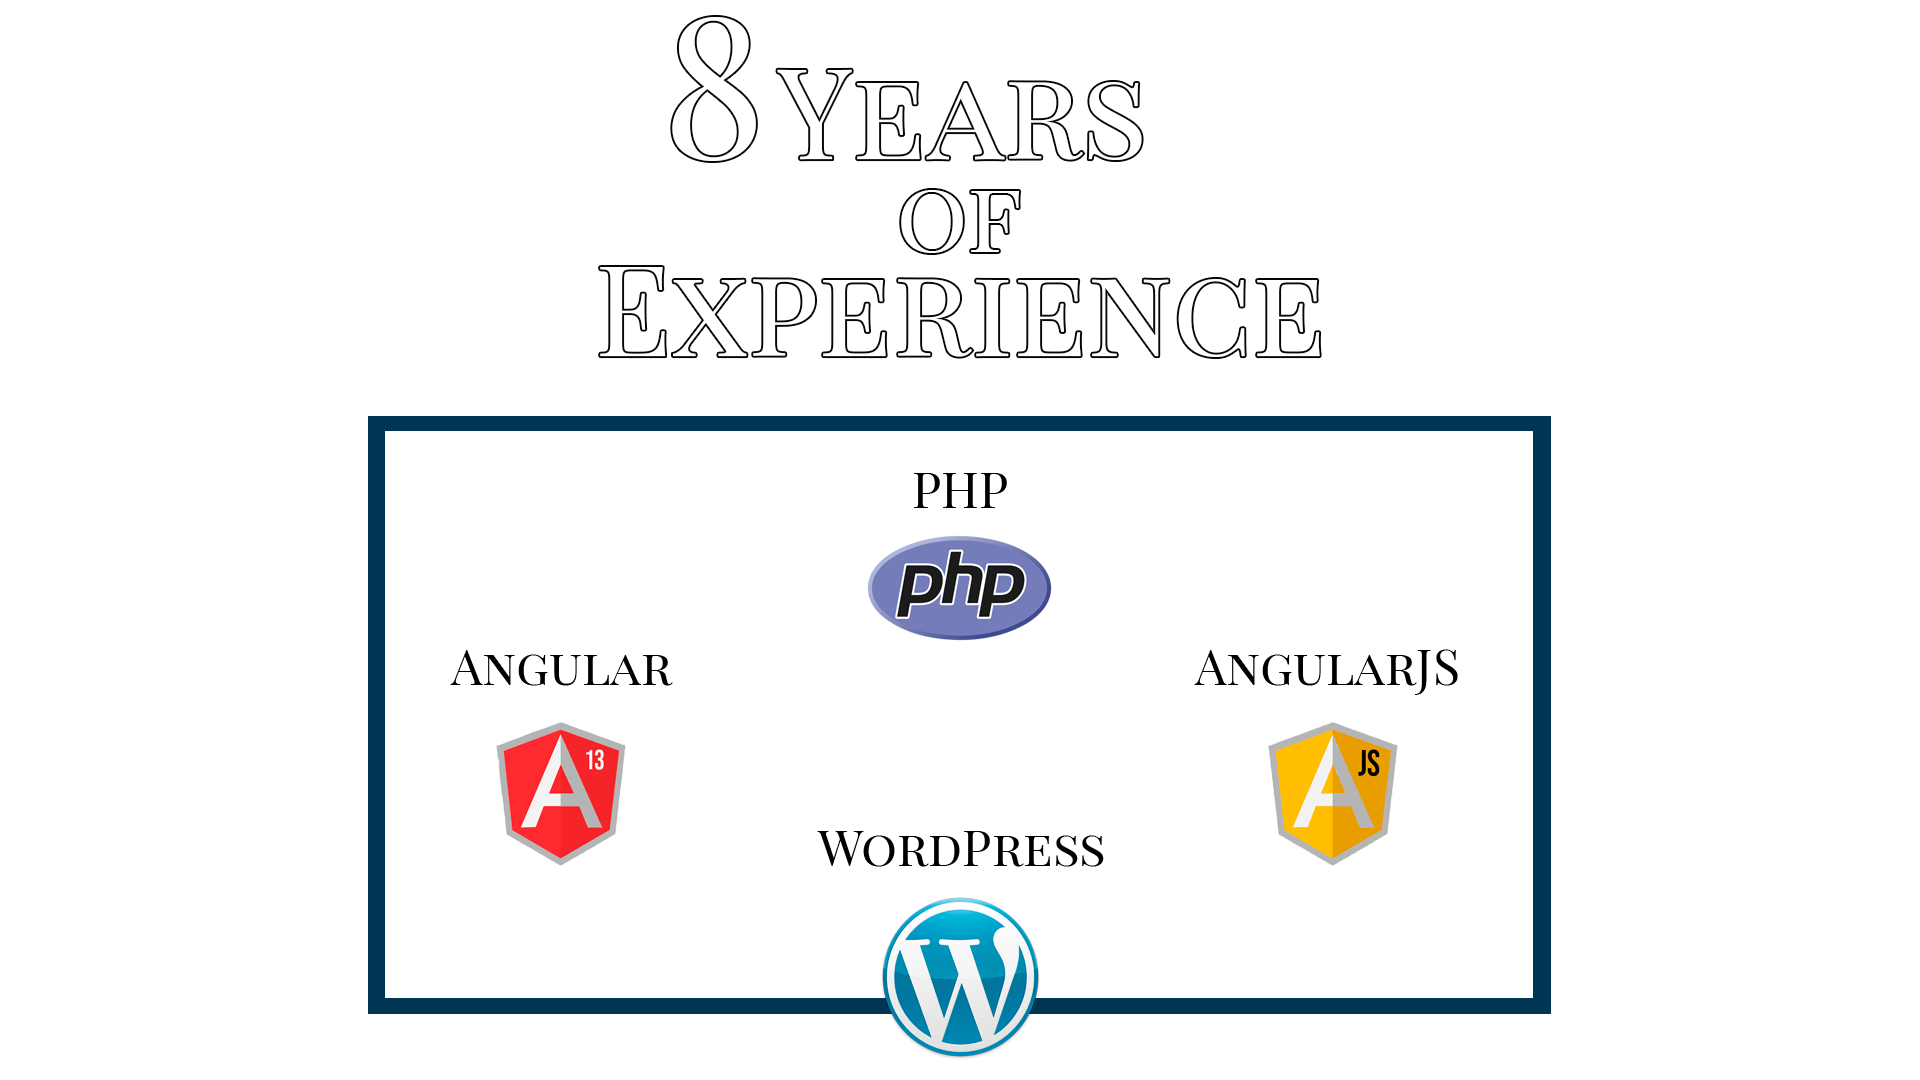 8 Years
of
Experience
PHP
php
Angular
AngularJS
A 13
A JS
WordPress
W